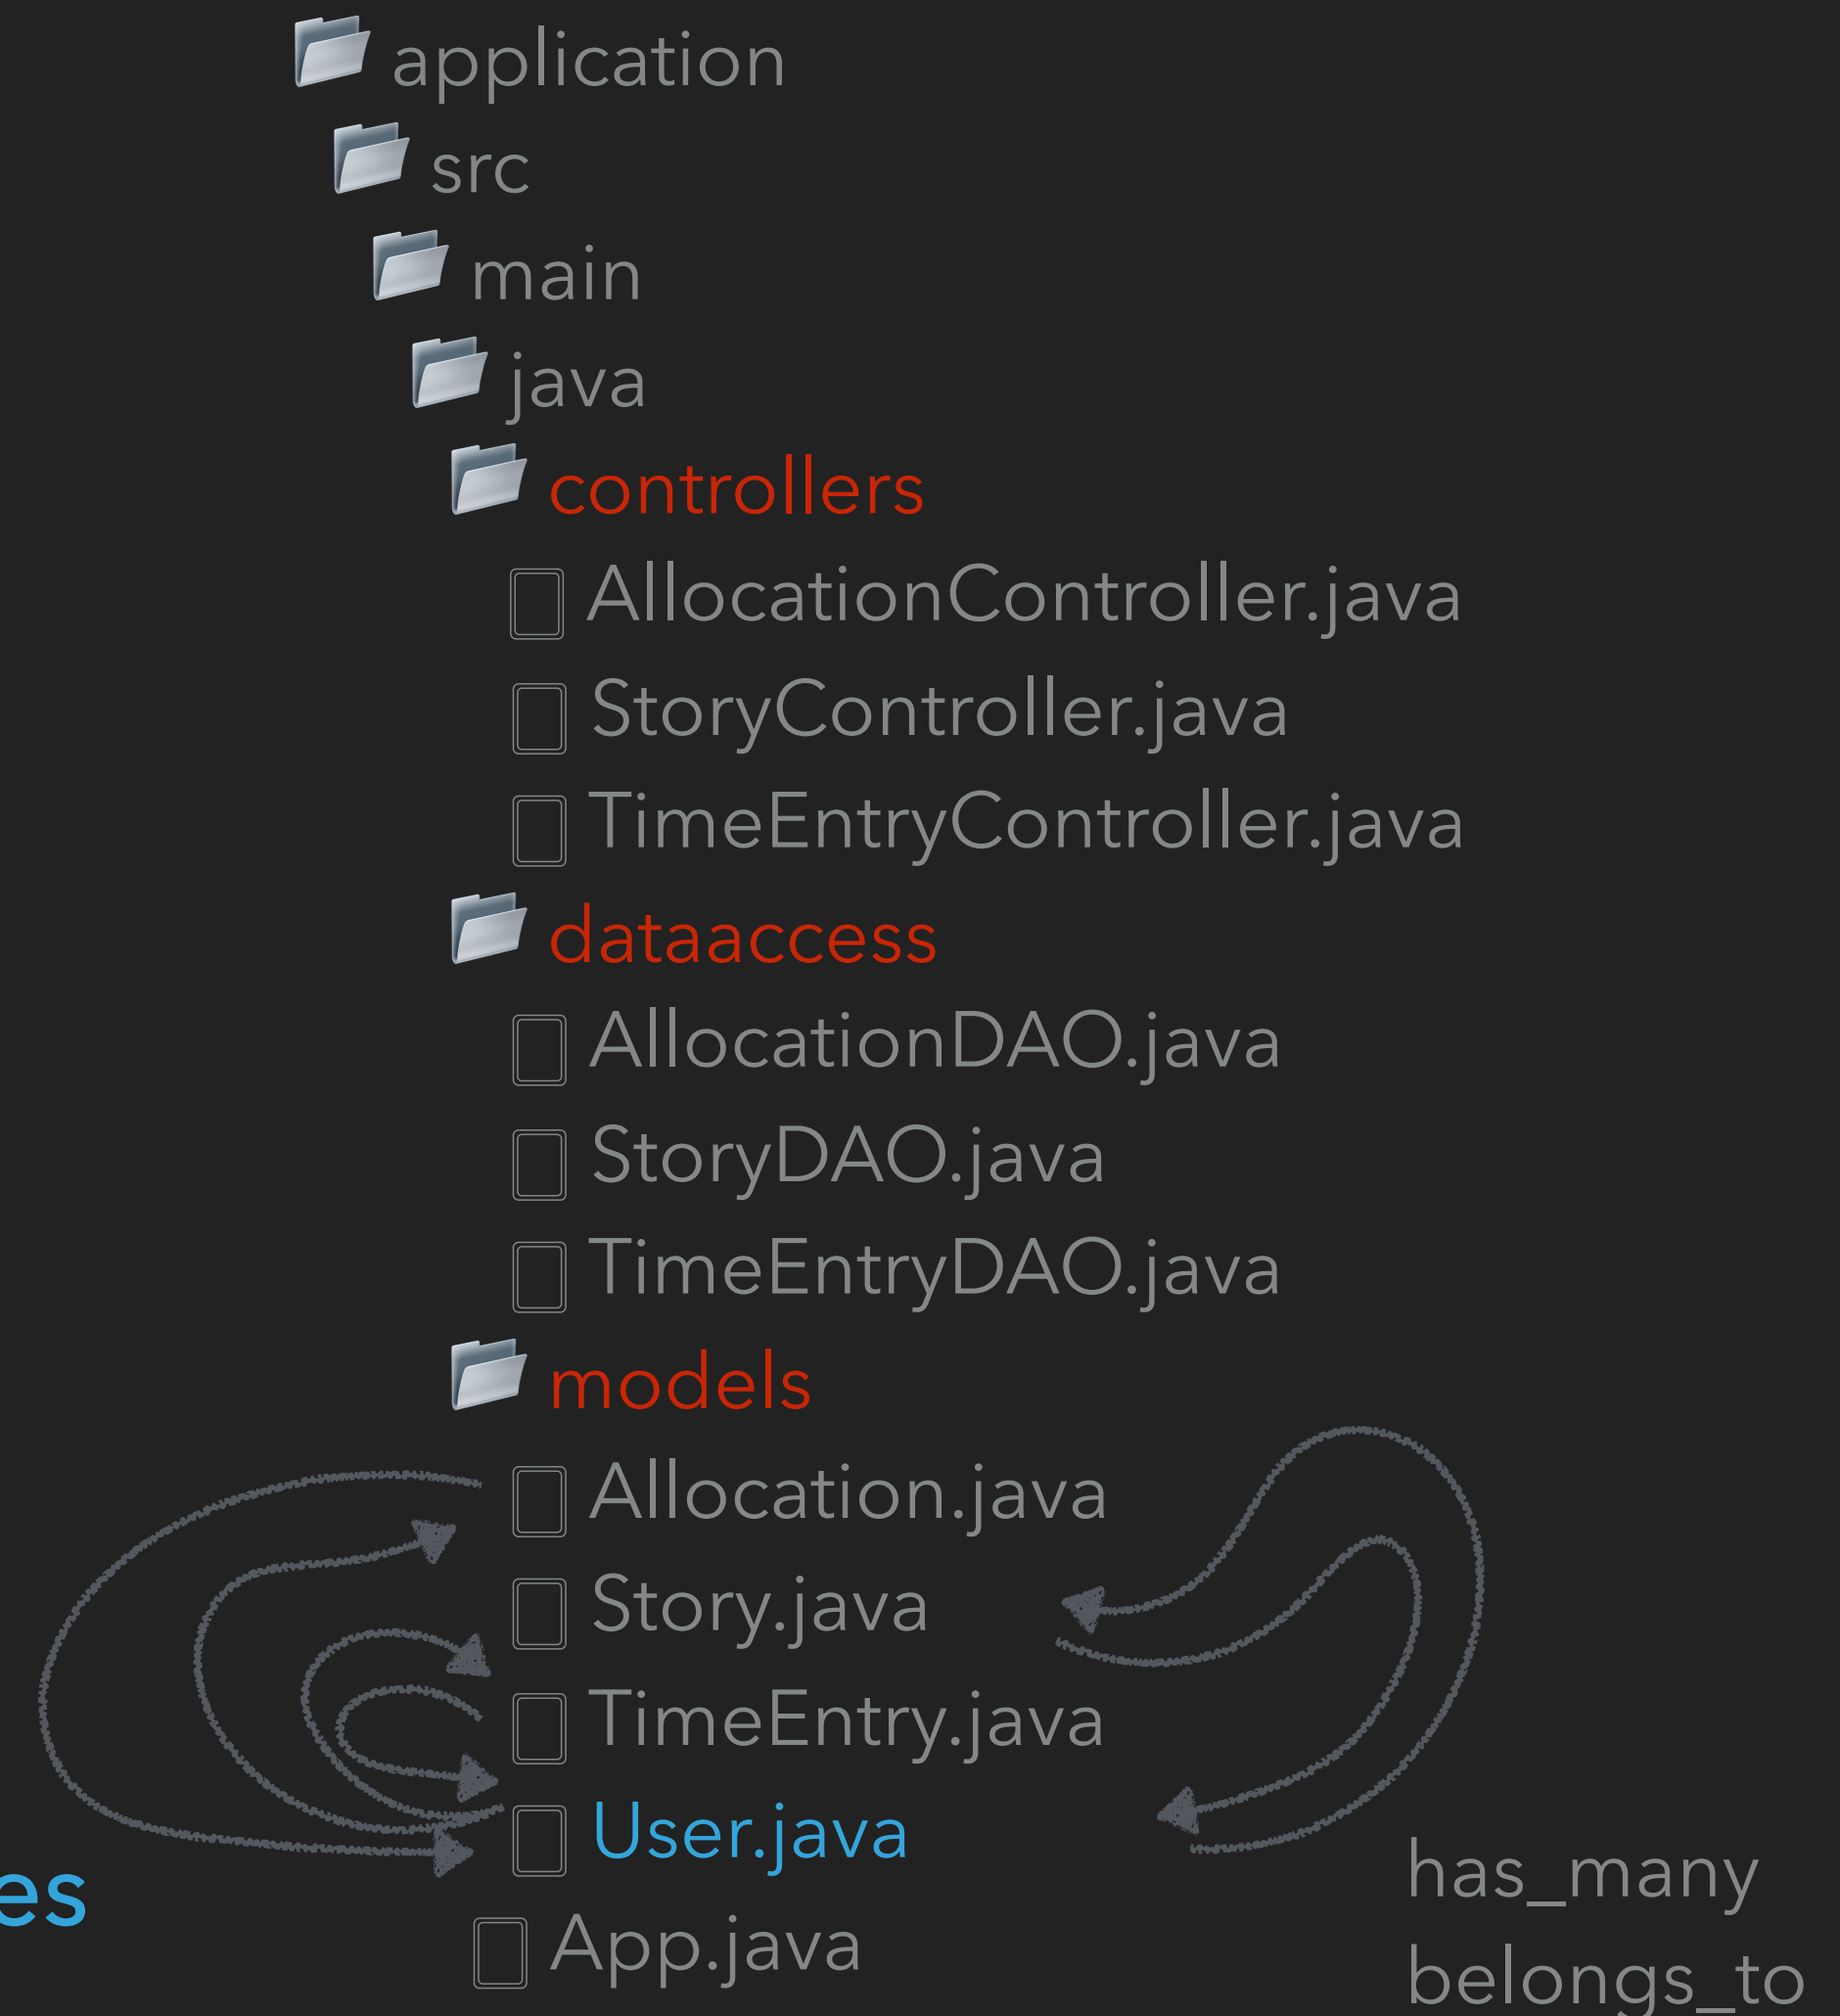 application
src
main
java
controllers
AllocationController.java
StoryController.java
TimeEntryController.java
dataaccess
AllocationDAO.java
StoryDAO.java
TimeEntryDAO.java
models
Allocation.java
Story.java
TimeEntry.java
User.java
has_many
es
App.java
belongs_to